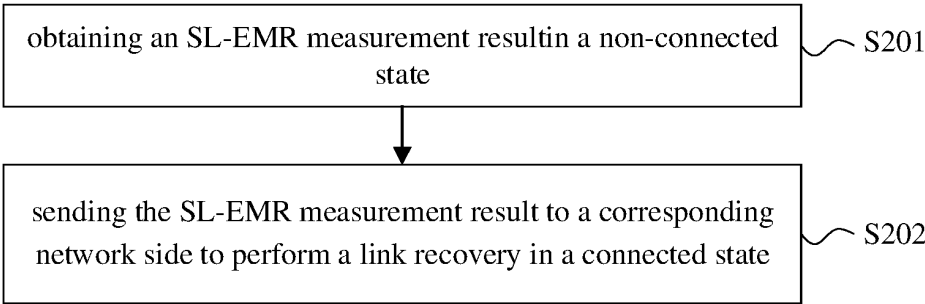 obtaining an SL-EMR measurement resultin a non-connected
state
S201
sending the SL-EMR measurement result to a corresponding
network side to perform a link recovery in a connected state
S202